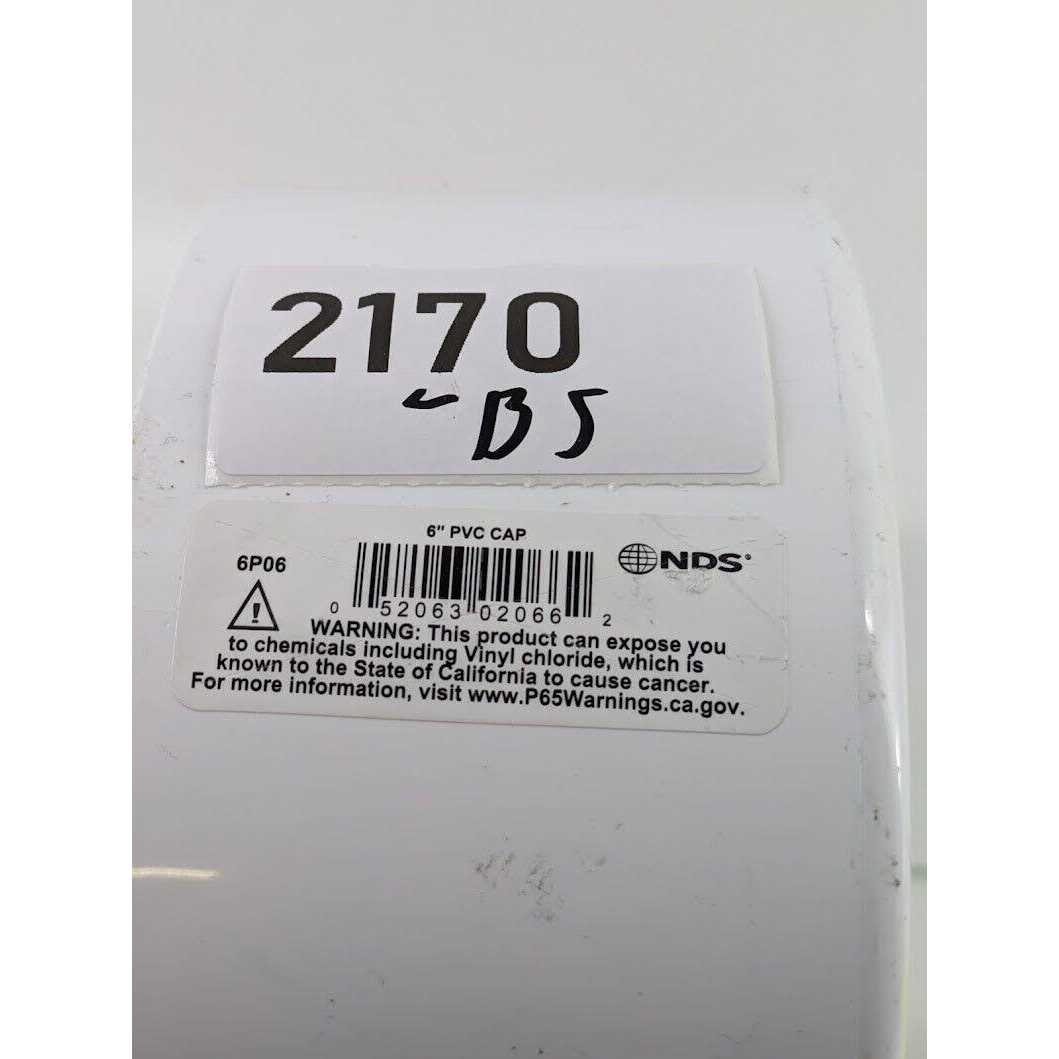 2170
-B5
6" PVC CAP
6P06
NDS®
0 52063 02066 2
WARNING: This product can expose you
to chemicals including Vinyl chloride, which is
known to the State of California to cause cancer.
For more information, visit www.P65Warnings.ca.gov.